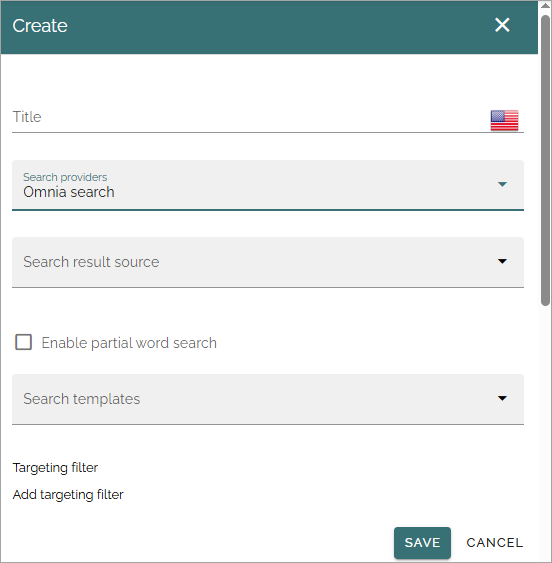 Create
Title
Search providers
Omnia search
Search result source
Enable partial word search
Search templates
Targeting filter
Add targeting filter
SAVE CANCEL